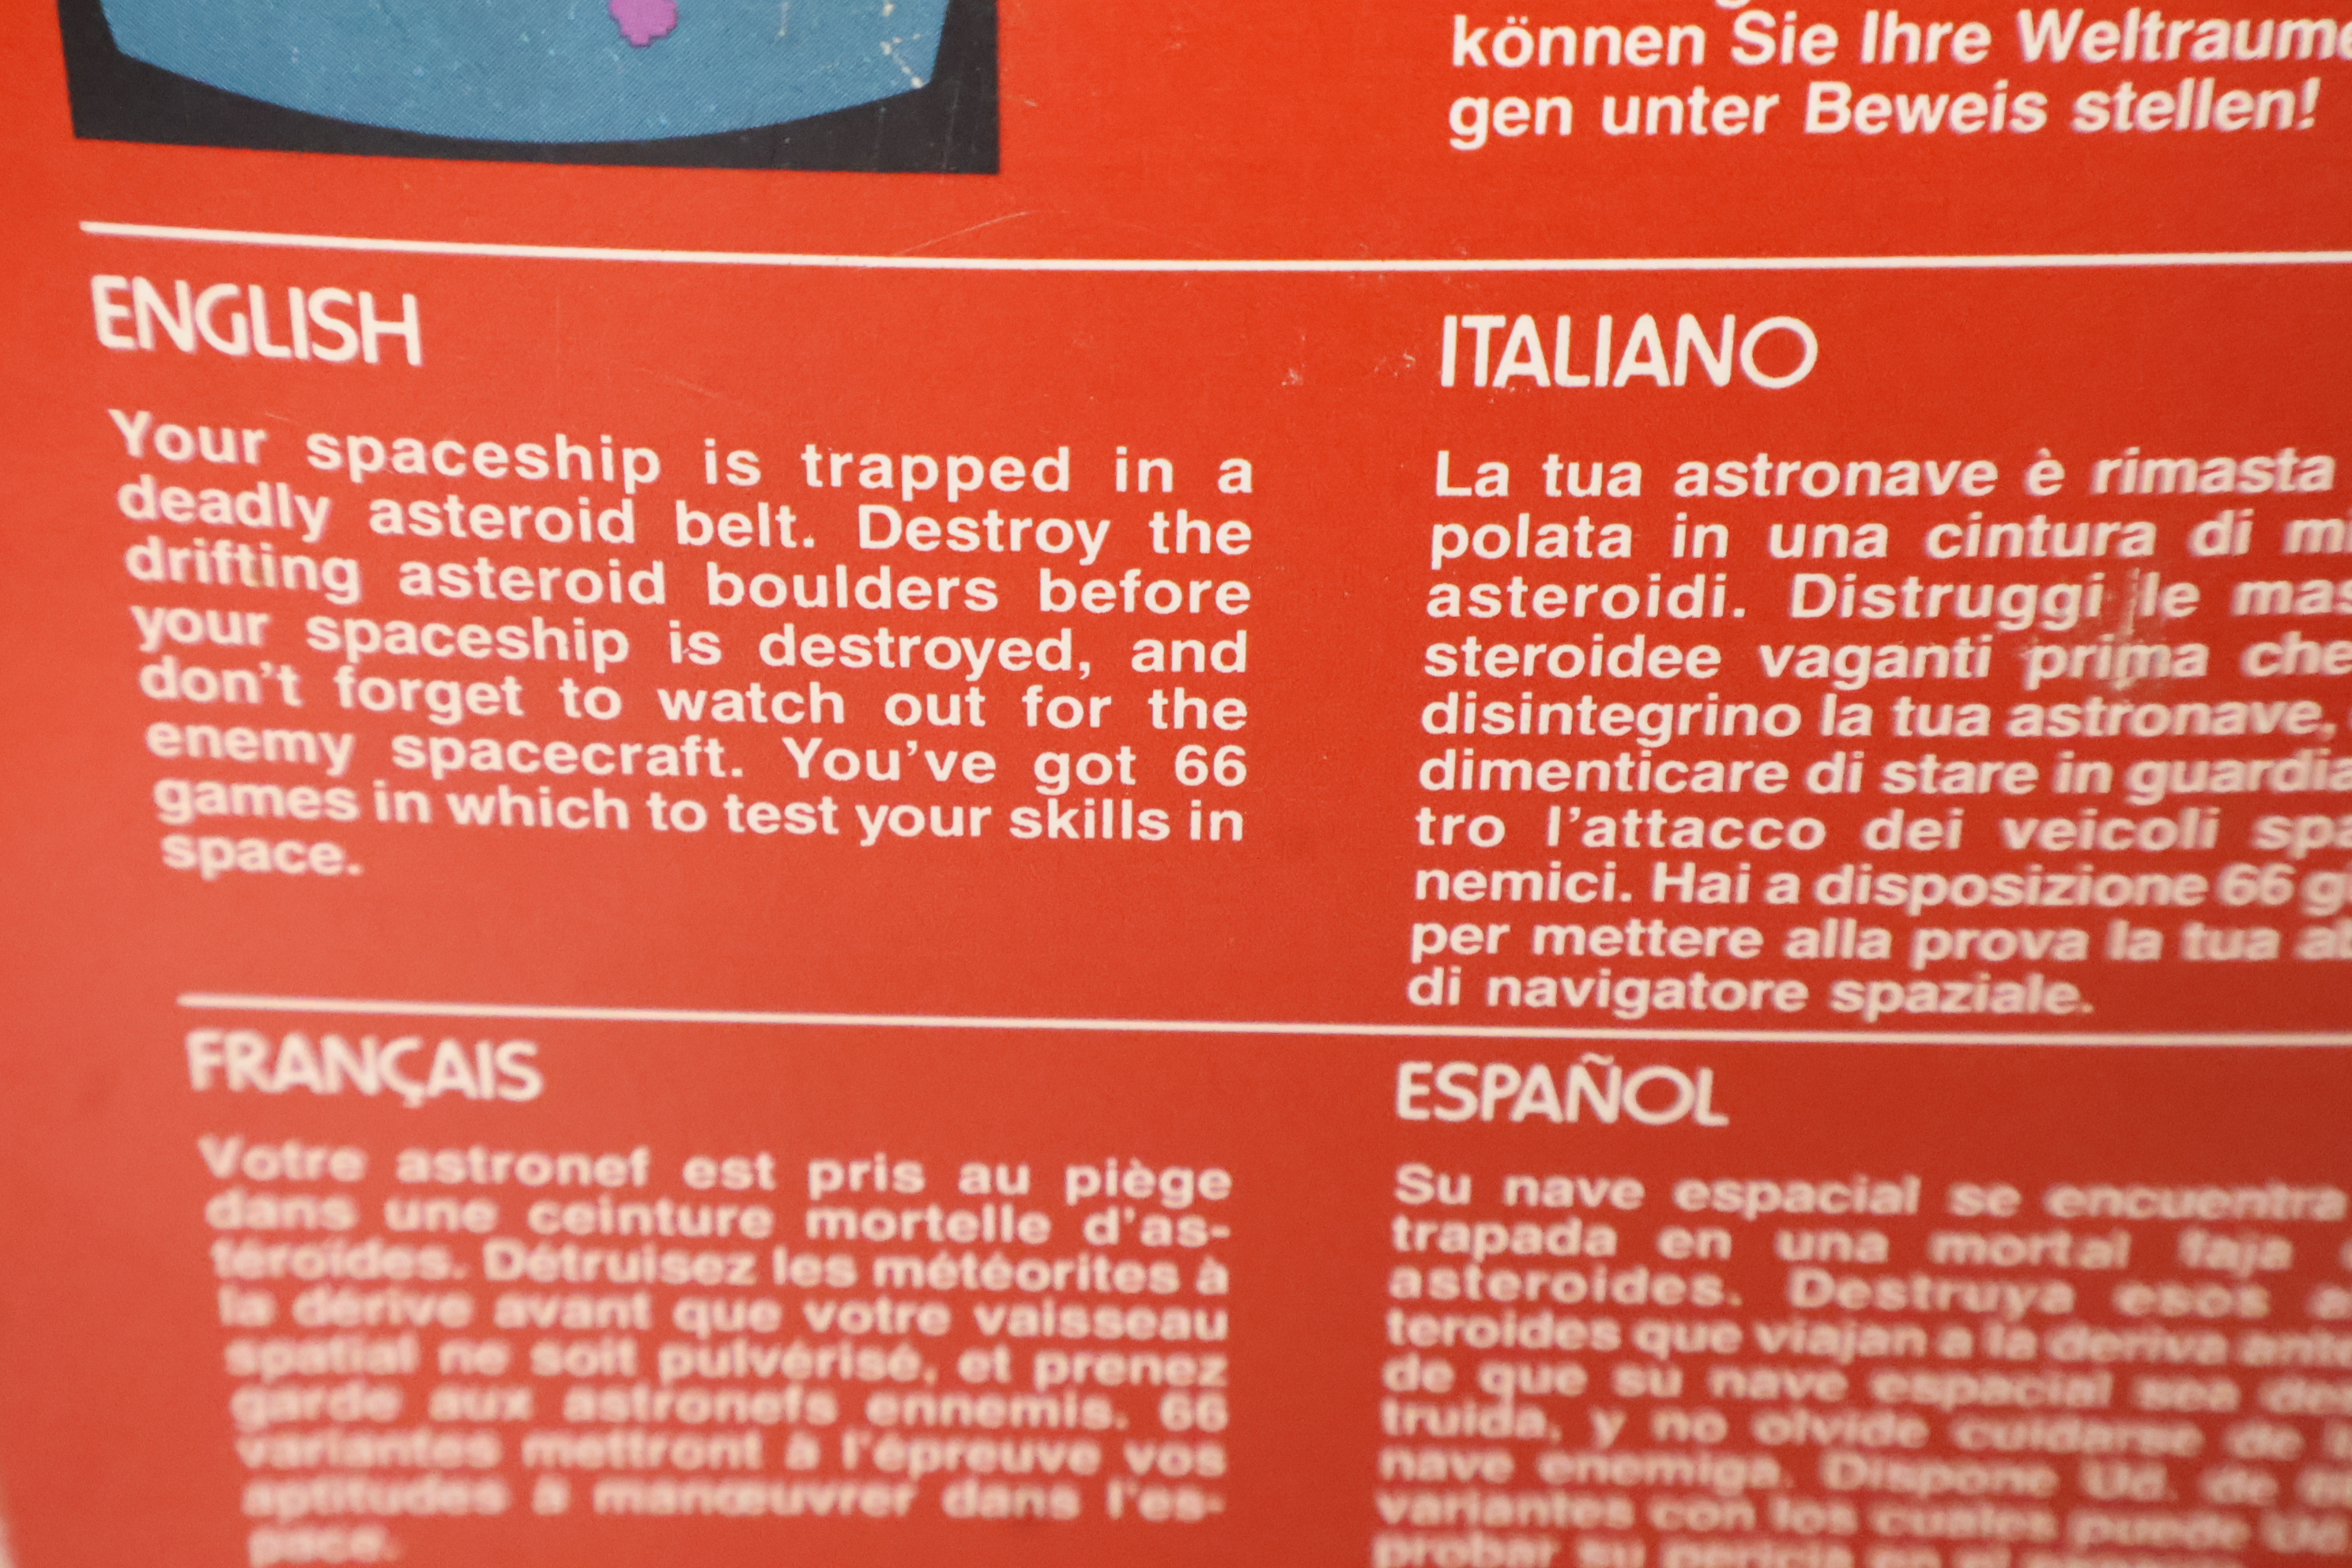 können Sie Ihre
gen unter Beweis stellen!
ENGLISH
Your spaceship is trapped in a
deadly asteroid belt. Destroy the
drifting asteroid boulders before
your spaceship is destroyed, and
don't forget to watch out for the
enemy spacecraft. You've got 66
games in which to test your skills in
space.
ITALIANO
La tua astronave è rimasta
polata in una cintura di
asteroidi. Distruggi le
steroidee vaganti prima che
disintegrino la tua astronave,
dimenticare di stare in guardia
tro l'attacco dei veicoli
nemici. Hai a disposizione 66
per mettere alla prova la tua
di navigatore spaziale.
FRANÇAIS
Votre astronef est pris au piège
dans une ceinture mortelle d'as-
téroïdes. Détruisez les météorites à
la dérive avant que votre vaisseau
spatial ne soit pulvérisé, et prenez
garde aux astronefs ennemis. 66
variantes mettront à l'épreuve vos
aptitudes à manœuvrer dans l'es-
pace.
ESPAÑOL
Su nave espacial se encuentra
trapada en una mortal faja
asteroides. Destruya esos
teroides que viajan a la deriva
de que su nave espacial sea
truida, y no olvide cuidarse de
nave enemiga. Dispone Ud. de
variantes con los cuales puede
probar su pericia en el